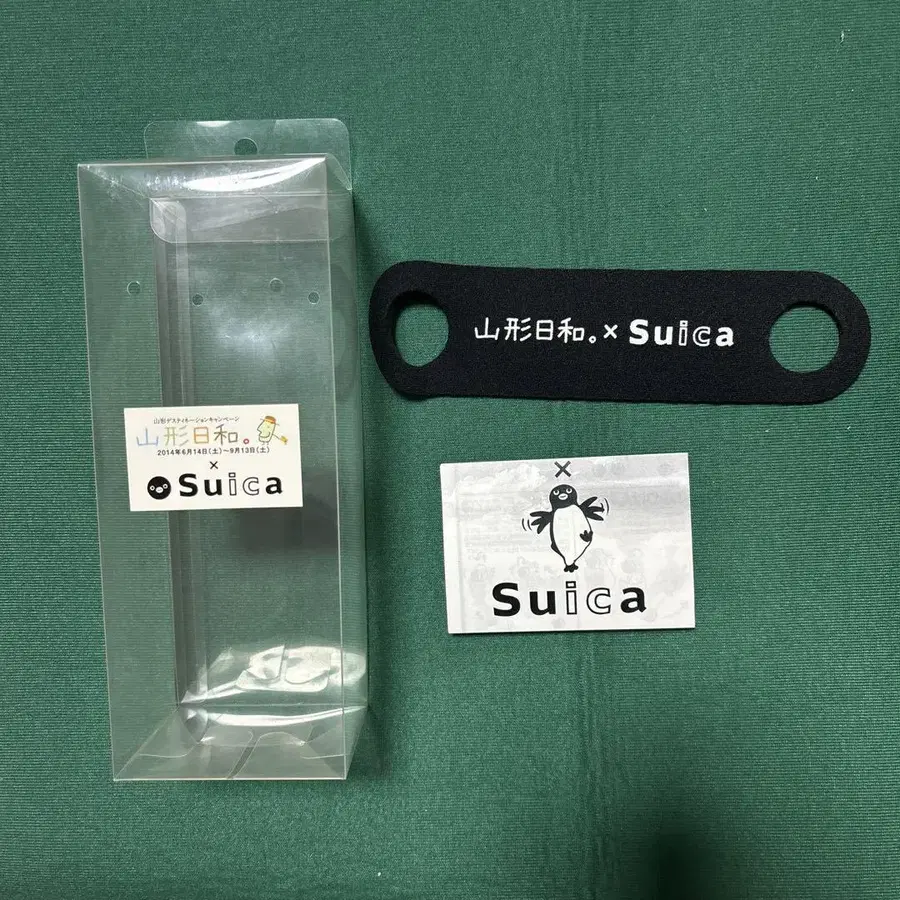 山形デスティネーションキャンペーン
山形日和。
2014年6月14日(土)~9月13日(土)
×
Suica
山形日和。× Suica
×
Suica